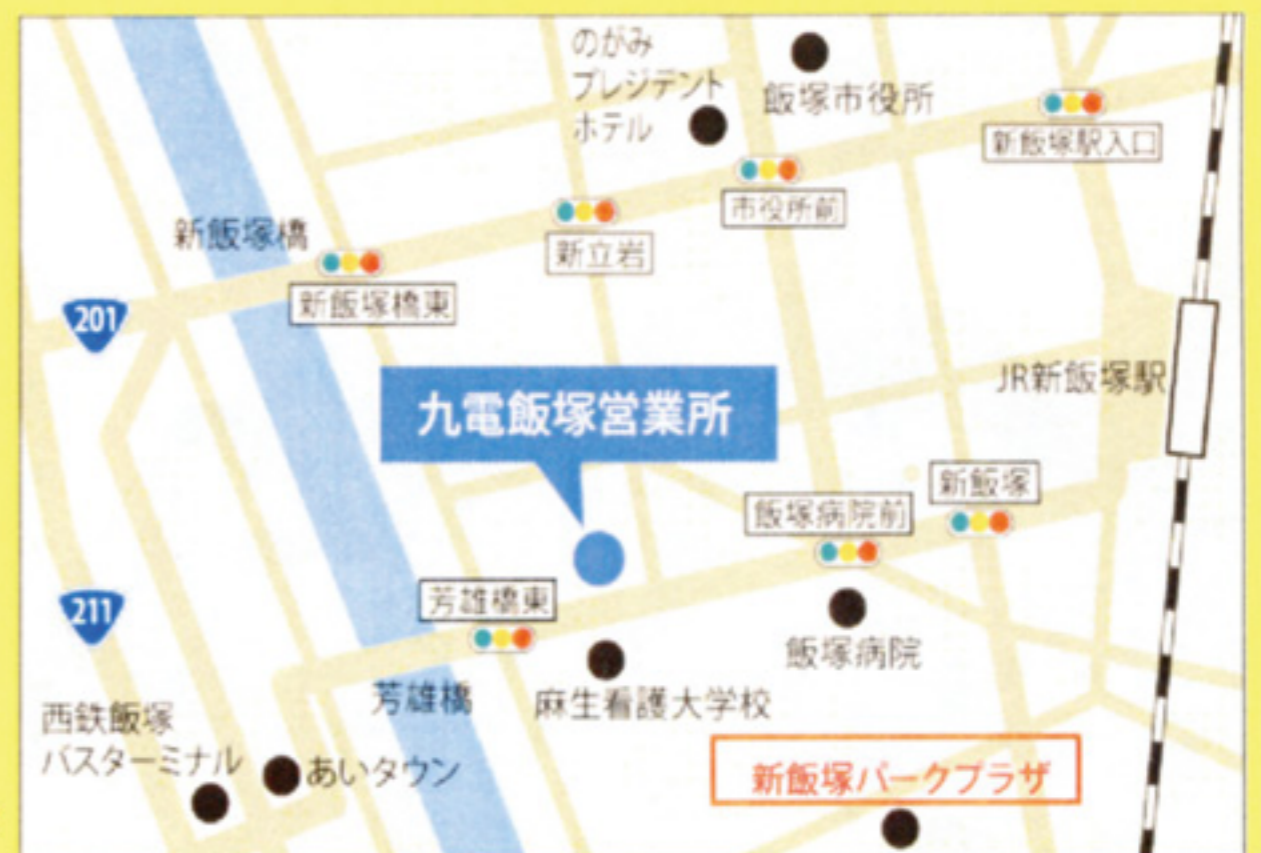 のがみ
プレジデント
ホテル
飯塚市役所
新飯塚駅入口
市役所前
新飯塚橋
新立岩
新飯塚橋東
201
JR新飯塚駅
九電飯塚営業所
新飯塚
飯塚病院前
211
芳雄橋東
飯塚病院
芳雄橋
麻生看護大学校
西鉄飯塚
バスターミナル
あいタウン
新飯塚パークプラザ